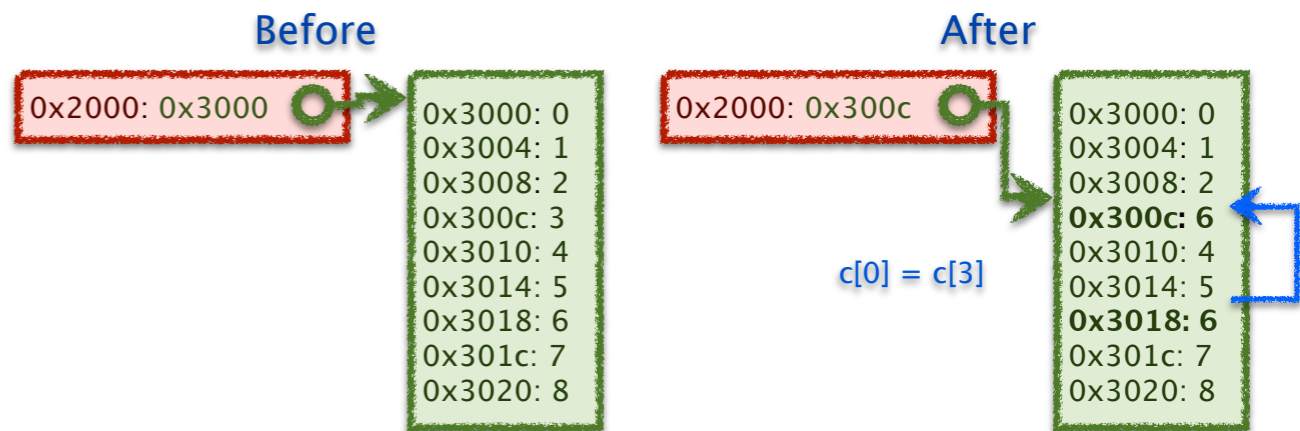 Before
0x2000: 0x3000
0x3000: 0
0x3004: 1
0x3008: 2
0x300c: 3
0x3010: 4
0x3014: 5
0x3018: 6
0x301c: 7
0x3020: 8
After
0x2000: 0x300c
c[0] = c[3]
0x3000: 0
0x3004: 1
0x3008: 2
0x300c: 6
0x3010: 4
0x3014: 5
0x3018: 6
0x301c: 7
0x3020: 8